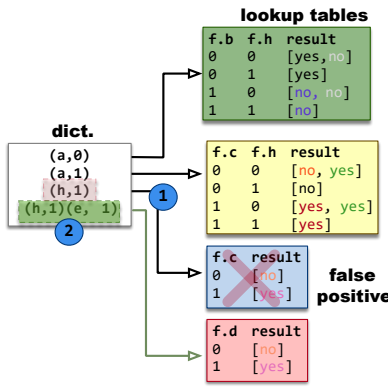 lookup tables
f.b f.h result
0 0 [yes,no]
0 1 [yes]
1 0 [no, no]
1 1 [no]
dict.
(a,0)
(a,1)
(h,1)
(h,1)(e, 1)
1
2
f.c f.h result
0 0 [no, yes]
0 1 [no]
1 0 [yes, yes]
1 1 [yes]
f.c result
0 [no]
1 [yes]
false
positive
f.d result
0 [no]
1 [yes]